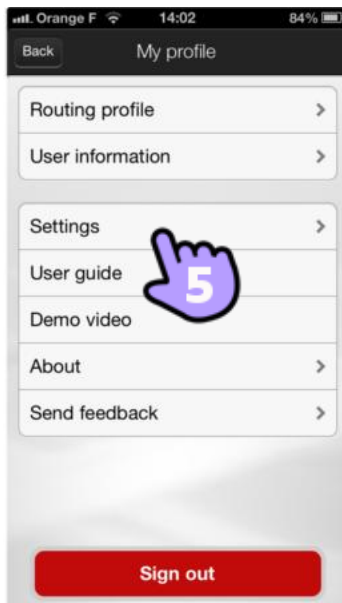 Orange F 14:02 84%
Back My profile
Routing profile
User information
Settings
User guide
5
Demo video
About
Send feedback
Sign out